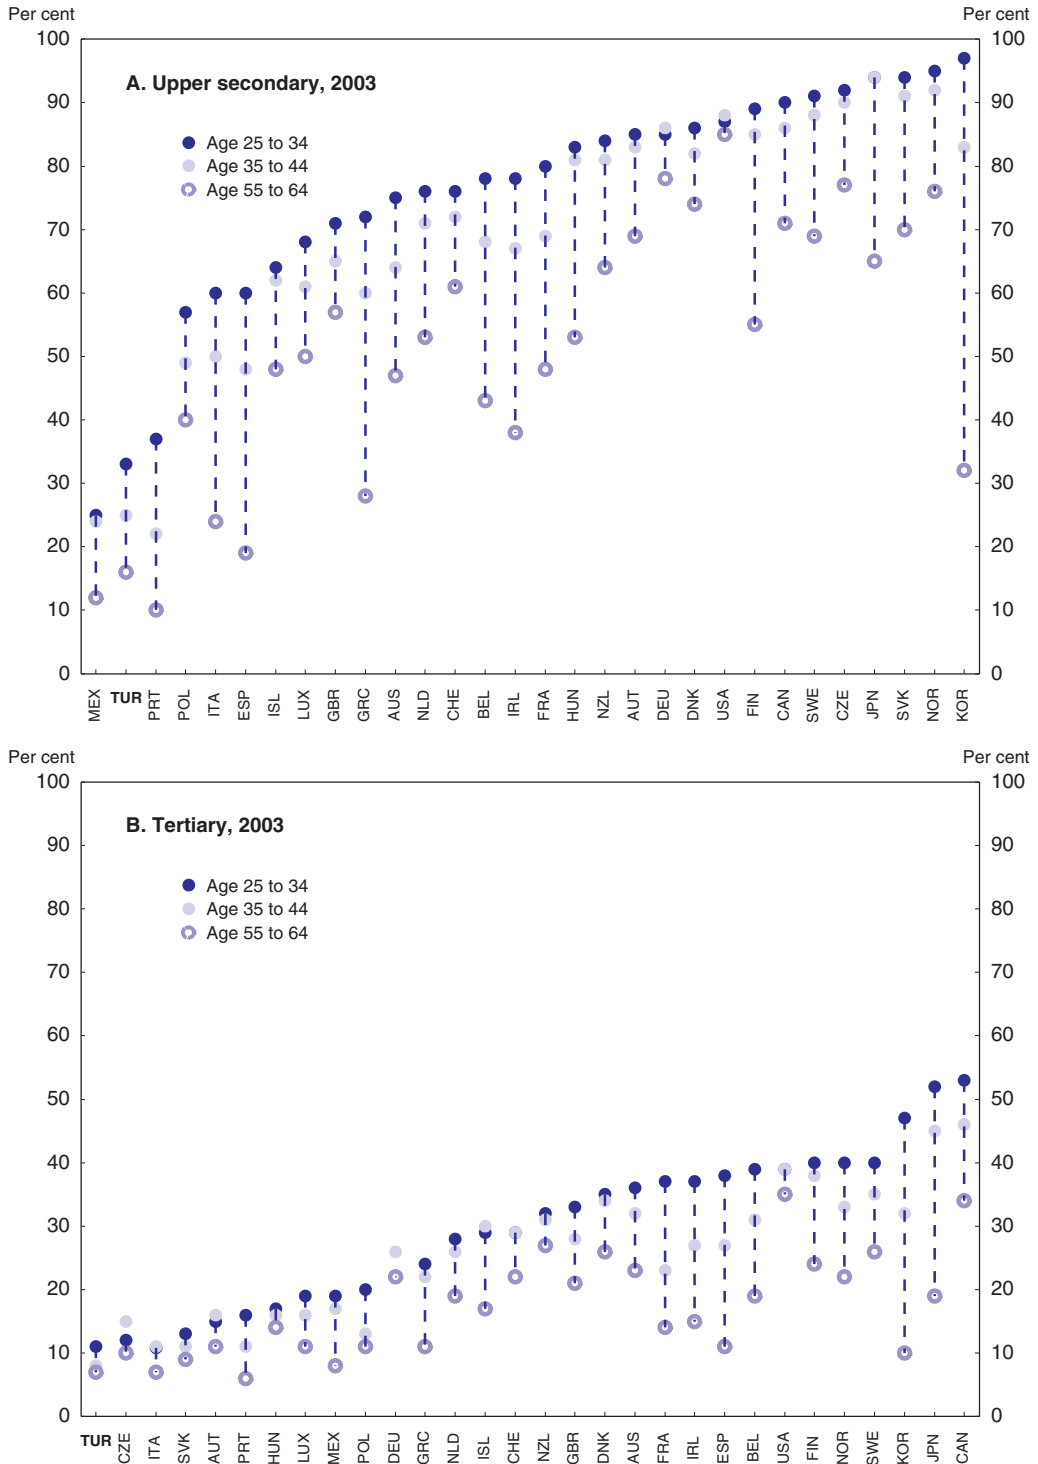 Per cent Per cent
100 100
A. Upper secondary, 2003
90 90
Age 25 to 34
80 Age 35 to 44 80
Age 55 to 64
70 70
60 60
50 50
40 40
30 30
20 20
10 10
0 0
MEX TUR PRT POL ITA ESP ISL LUX GBR GRC AUS NLD CHE BEL IRL FRA HUN NZL AUT DEU DNK USA FIN CAN SWE CZE JPN SVK NOR KOR
Per cent Per cent
100 100
90 90
B. Tertiary, 2003
Age 25 to 34
80 Age 35 to 44 80
Age 55 to 64
70 70
60 60
50 50
40 40
30 30
20 20
10 10
0 0
TUR CZE ITA SVK AUT PRT HUN LUX MEX POL DEU GRC NLD ISL CHE NZL GBR DNK AUS FRA IRL ESP BEL USA FIN NOR SWE KOR JPN CAN